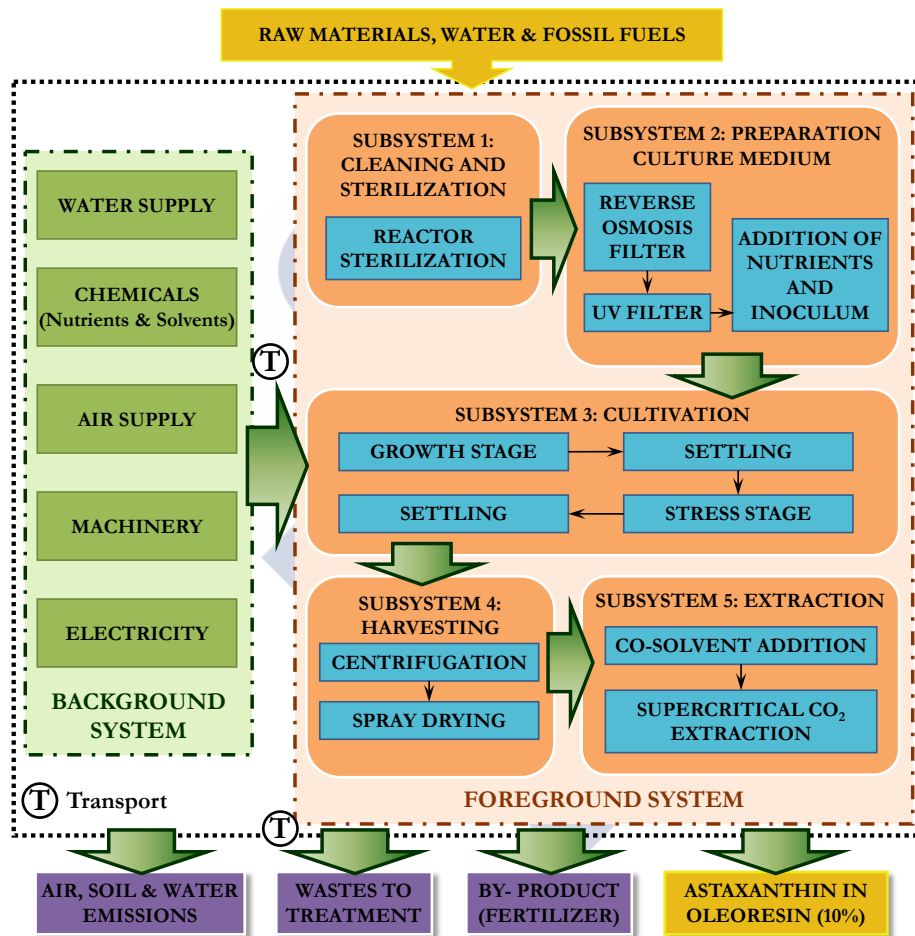 RAW MATERIALS, WATER & FOSSIL FUELS
SUBSYSTEM 1:
CLEANING AND
STERILIZATION
REACTOR
STERILIZATION
SUBSYSTEM 2: PREPARATION
CULTURE MEDIUM
REVERSE
OSMOSIS
FILTER
UV FILTER
ADDITION OF
NUTRIENTS
AND
INOCULUM
WATER SUPPLY
CHEMICALS
(Nutrients & Solvents)
AIR SUPPLY
MACHINERY
ELECTRICITY
BACKGROUND
SYSTEM
T
SUBSYSTEM 3: CULTIVATION
GROWTH STAGE
SETTLING
SETTLING
STRESS STAGE
SUBSYSTEM 4:
HARVESTING
CENTRIFUGATION
SPRAY DRYING
SUBSYSTEM 5: EXTRACTION
CO-SOLVENT ADDITION
SUPERCRITICAL CO₂
EXTRACTION
FOREGROUND SYSTEM
T Transport
T
AIR, SOIL & WATER
EMISSIONS
WASTES TO
TREATMENT
BY- PRODUCT
(FERTILIZER)
ASTAXANTHIN IN
OLEORESIN (10%)